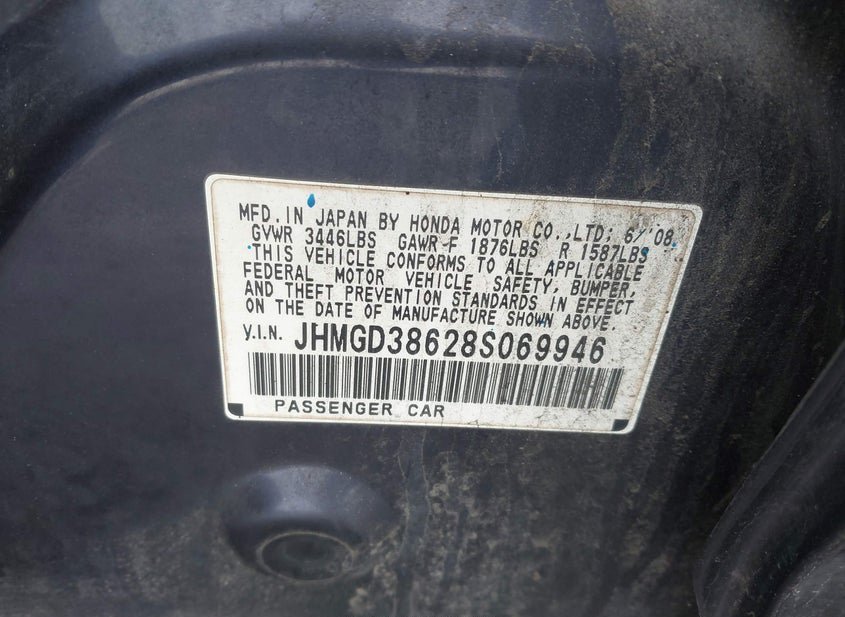 MFD. IN JAPAN BY HONDA MOTOR CO.,LTD; 6/'08
GVWR 3446LBS GAWR F 1876LBS R 1587LBS
THIS VEHICLE CONFORMS TO ALL APPLICABLE
FEDERAL MOTOR VEHICLE SAFETY, BUMPER,
AND THEFT PREVENTION STANDARDS IN EFFECT
ON THE DATE OF MANUFACTURE SHOWN ABOVE.
V.I.N. JHMGD38628S069946
PASSENGER CAR